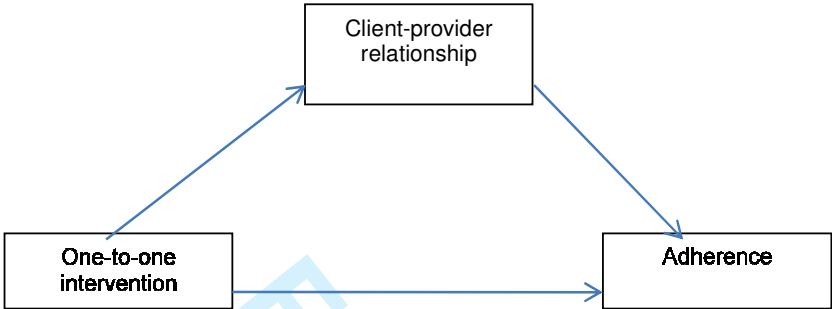 Client-provider
relationship
One-to-one
intervention
Adherence